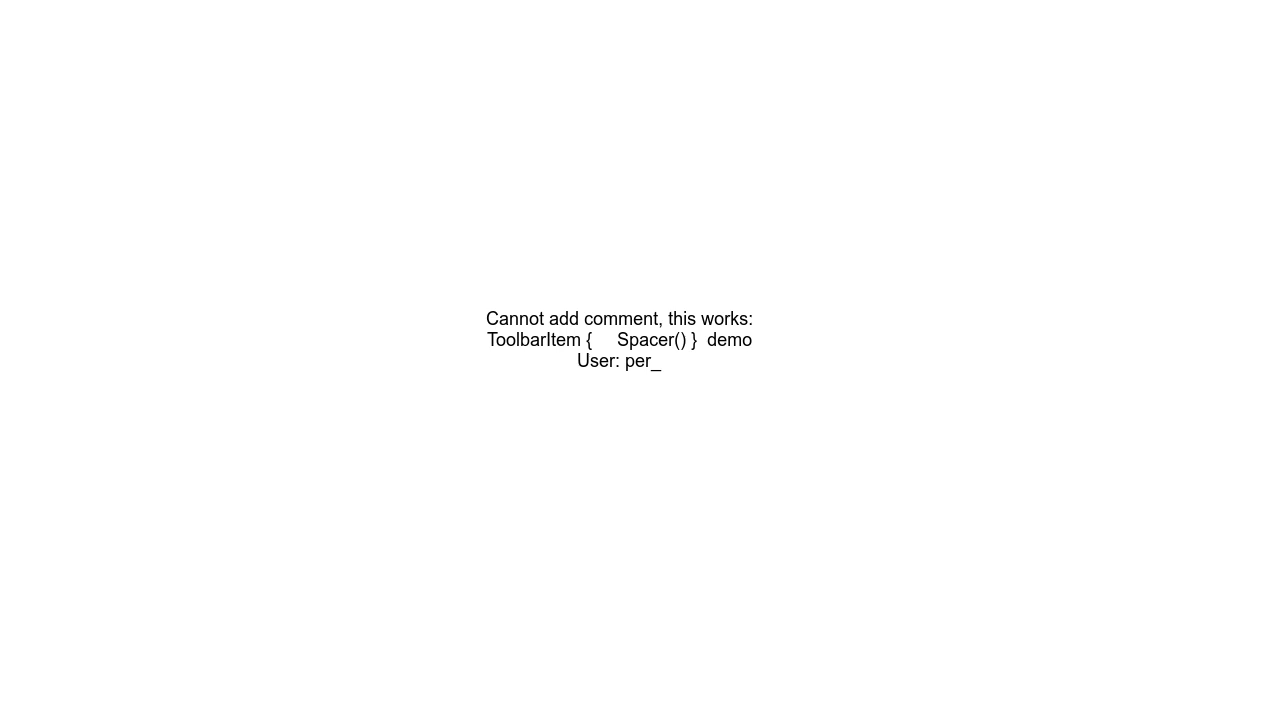 Cannot add comment, this works:
ToolbarItem {     Spacer() }  demo
User: per_